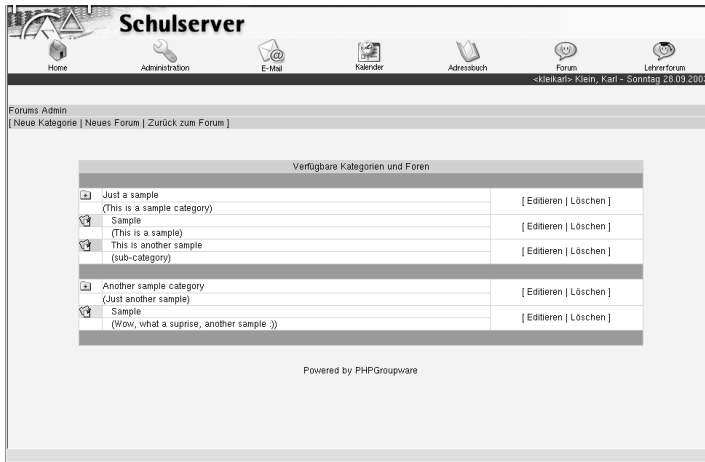 Schulserver
Home Administration E-Mail Kalender Adressbuch Forum Lehrerforum
<kleikarl> Klein, Karl - Sonntag 28.09.2003
Forums Admin
[ Neue Kategorie | Neues Forum | Zurück zum Forum ]
Verfügbare Kategorien und Foren
Just a sample
(This is a sample category)
[ Editieren | Löschen ]
Sample
(This is a sample)
[ Editieren | Löschen ]
This is another sample
(sub-category)
[ Editieren | Löschen ]
Another sample category
(Just another sample)
[ Editieren | Löschen ]
Sample
(Wow, what a suprise, another sample :))
[ Editieren | Löschen ]
Powered by PHPGroupware